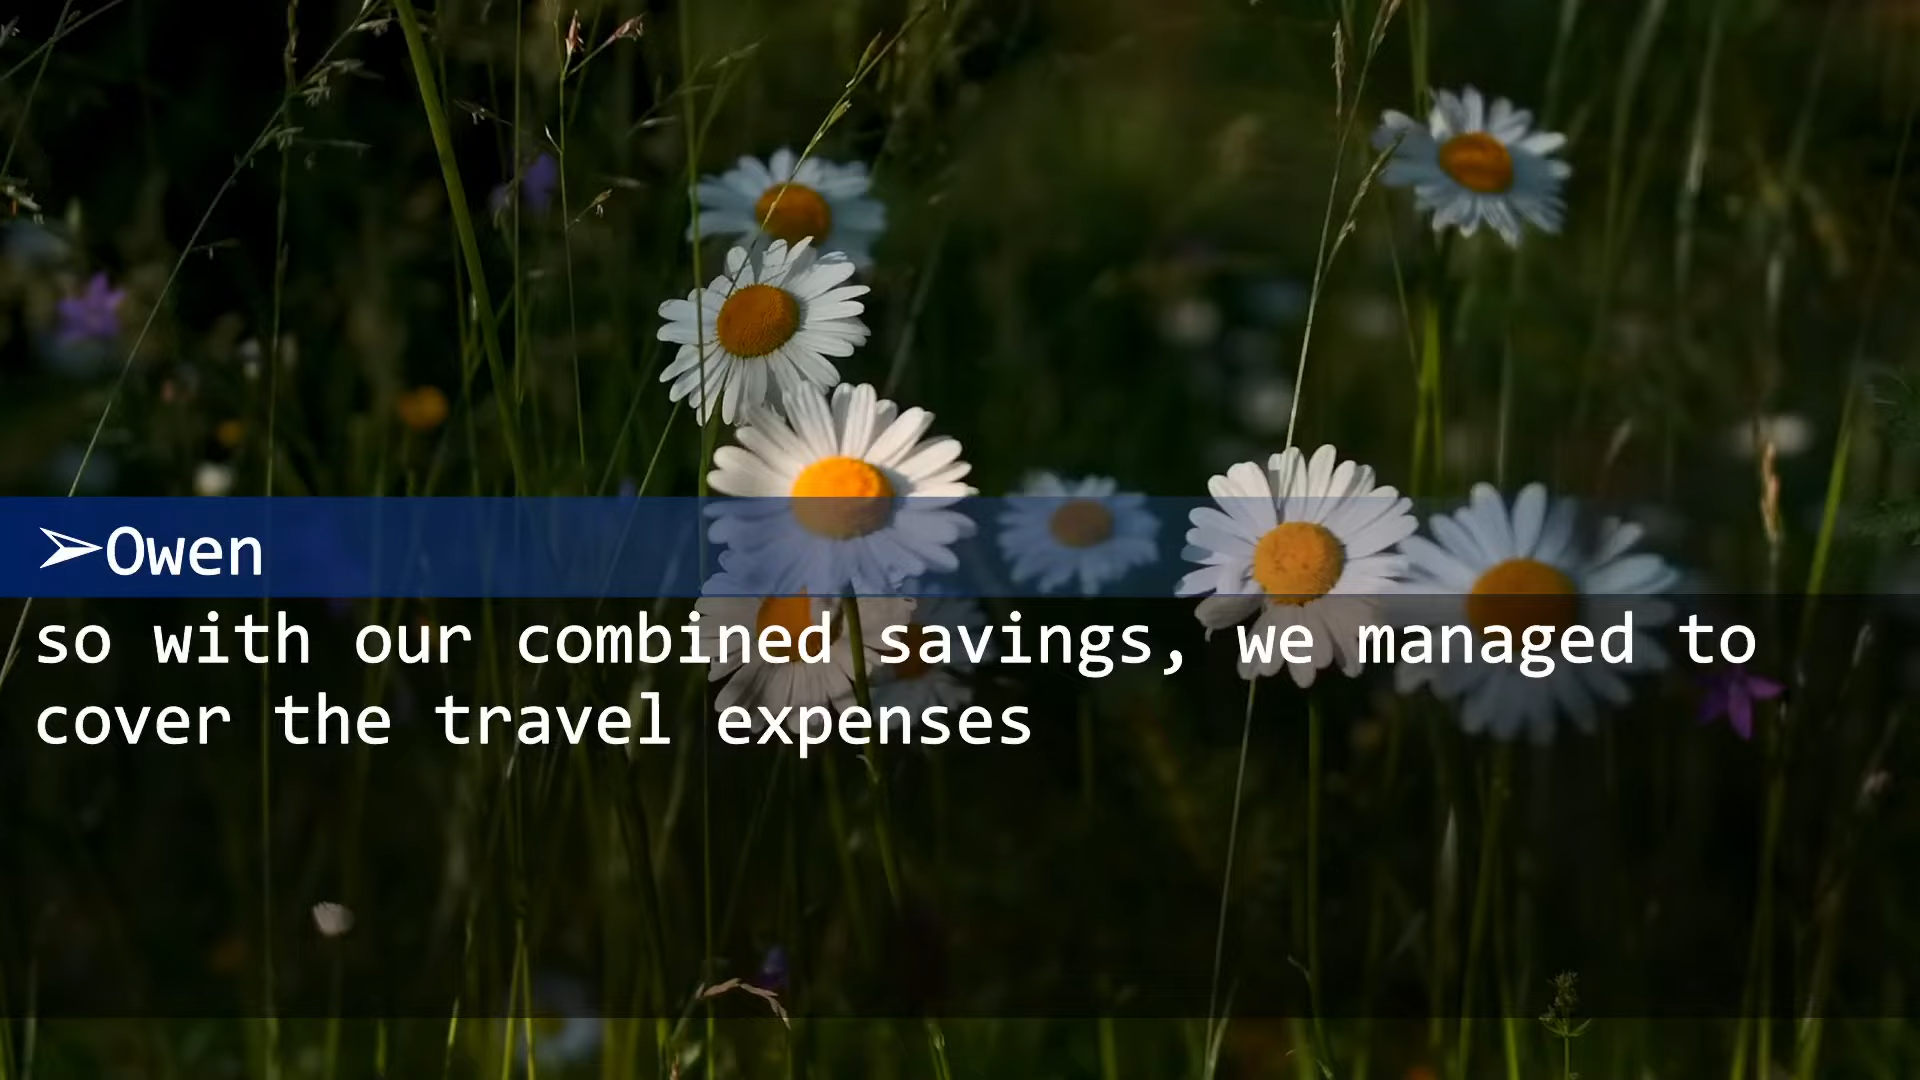 ➢Owen
so with our combined savings, we managed to
cover the travel expenses